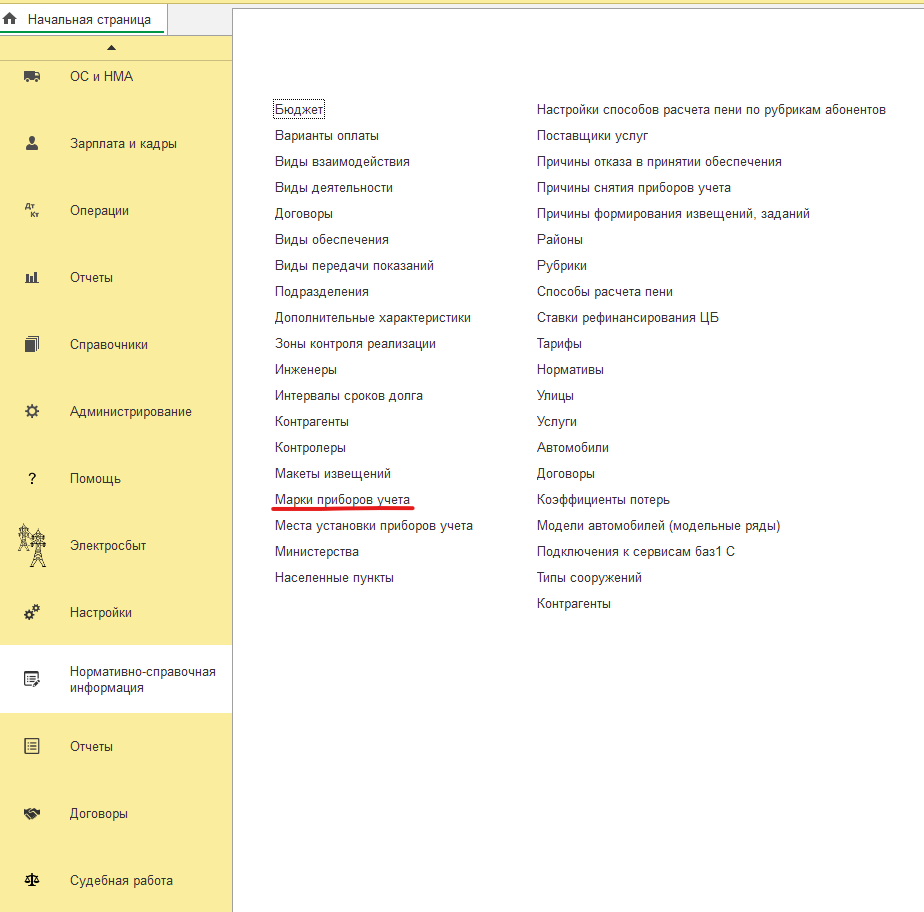 Начальная страница
ОС и НМА
Зарплата и кадры
Дт
Кт
Операции
Отчеты
Справочники
Администрирование
?
Помощь
Электросбыт
Настройки
Нормативно-справочная
информация
Отчеты
Договоры
Судебная работа
Бюджет
Варианты оплаты
Виды взаимодействия
Виды деятельности
Договоры
Виды обеспечения
Виды передачи показаний
Подразделения
Дополнительные характеристики
Зоны контроля реализации
Инженеры
Интервалы сроков долга
Контрагенты
Контролеры
Макеты извещений
Марки приборов учета
Места установки приборов учета
Министерства
Населенные пункты
Настройки способов расчета пени по рубрикам абонентов
Поставщики услуг
Причины отказа в принятии обеспечения
Причины снятия приборов учета
Причины формирования извещений, заданий
Районы
Рубрики
Способы расчета пени
Ставки рефинансирования ЦБ
Тарифы
Нормативы
Улицы
Услуги
Автомобили
Договоры
Коэффициенты потерь
Модели автомобилей (модельные ряды)
Подключения к сервисам баз1 С
Типы сооружений
Контрагенты